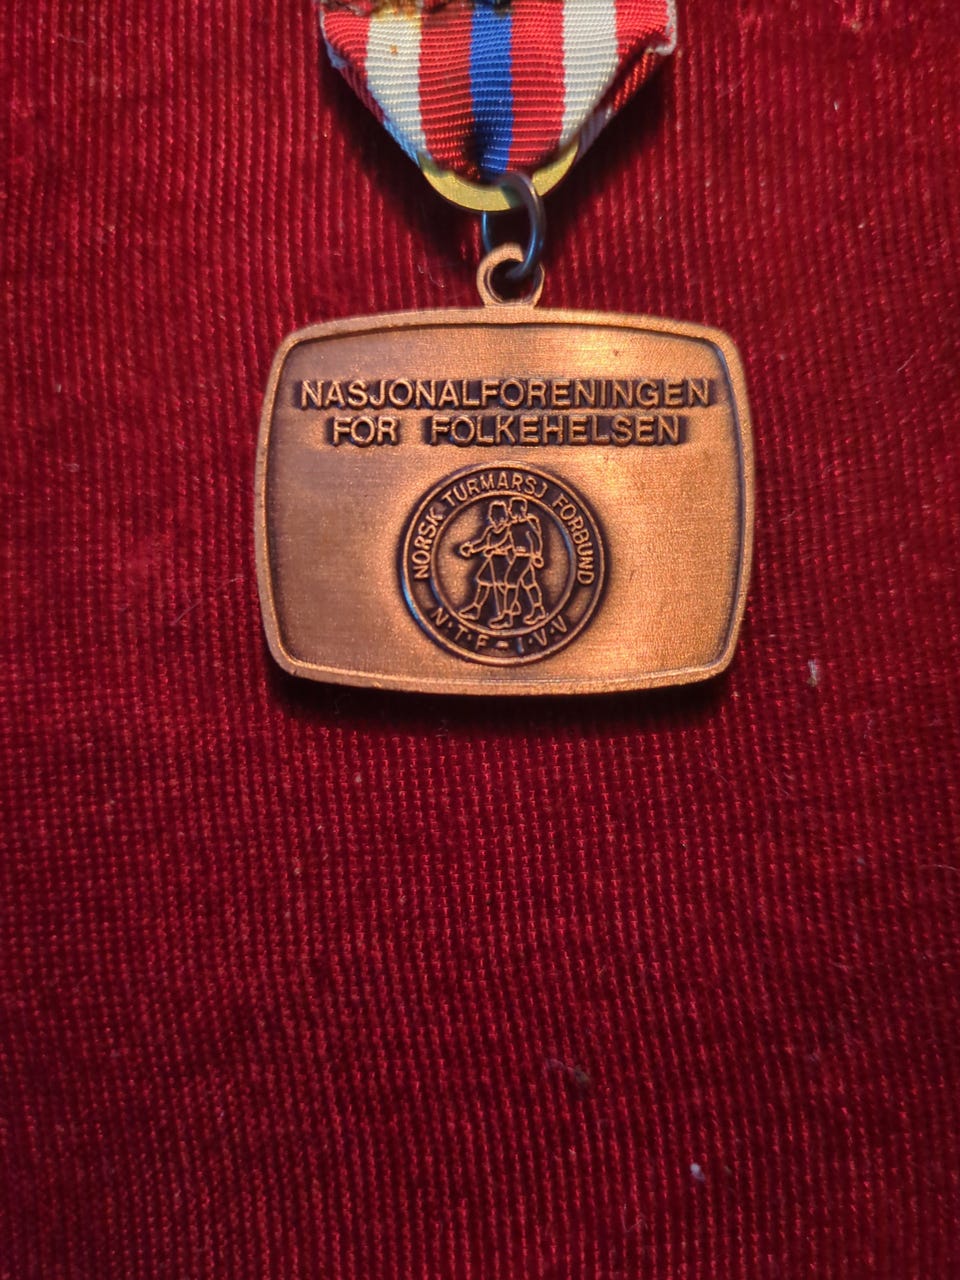 NASJONALFORENINGEN
FOR FOLKEHELSEN
NORSK TURMARSJ FORBUND
N·T·F-I·V·V